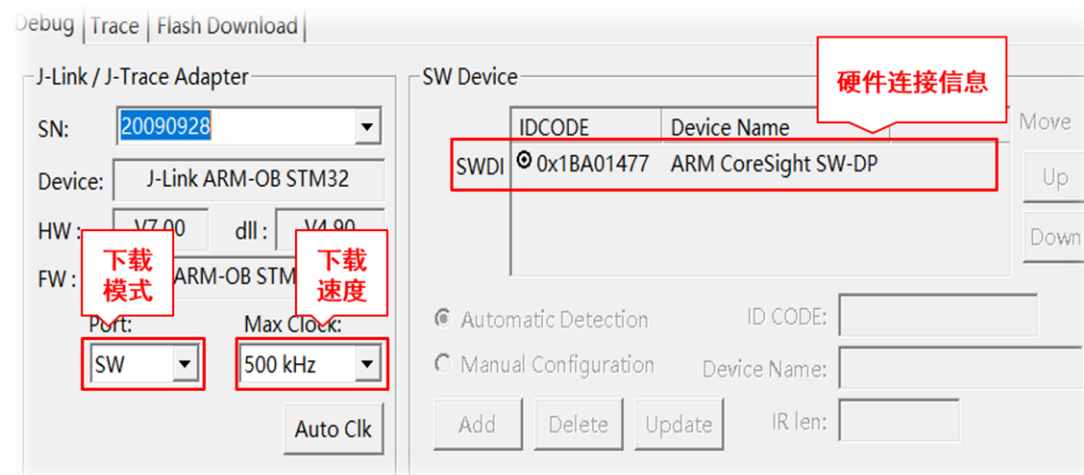 Debug Trace Flash Download
J-Link / J-Trace Adapter
SN: 20090928
Device: J-Link ARM-OB STM32
HW : V7.00 dll : V4.90
FW : ARM-OB STM
下载
模式
下载
速度
Port: Max Clock:
SW 500 kHz
Auto Clk
SW Device
硬件连接信息
IDCODE Device Name
SWDI 0x1BA01477 ARM CoreSight SW-DP
Move
Up
Down
Automatic Detection ID CODE:
Manual Configuration Device Name:
Add Delete Update IR len: